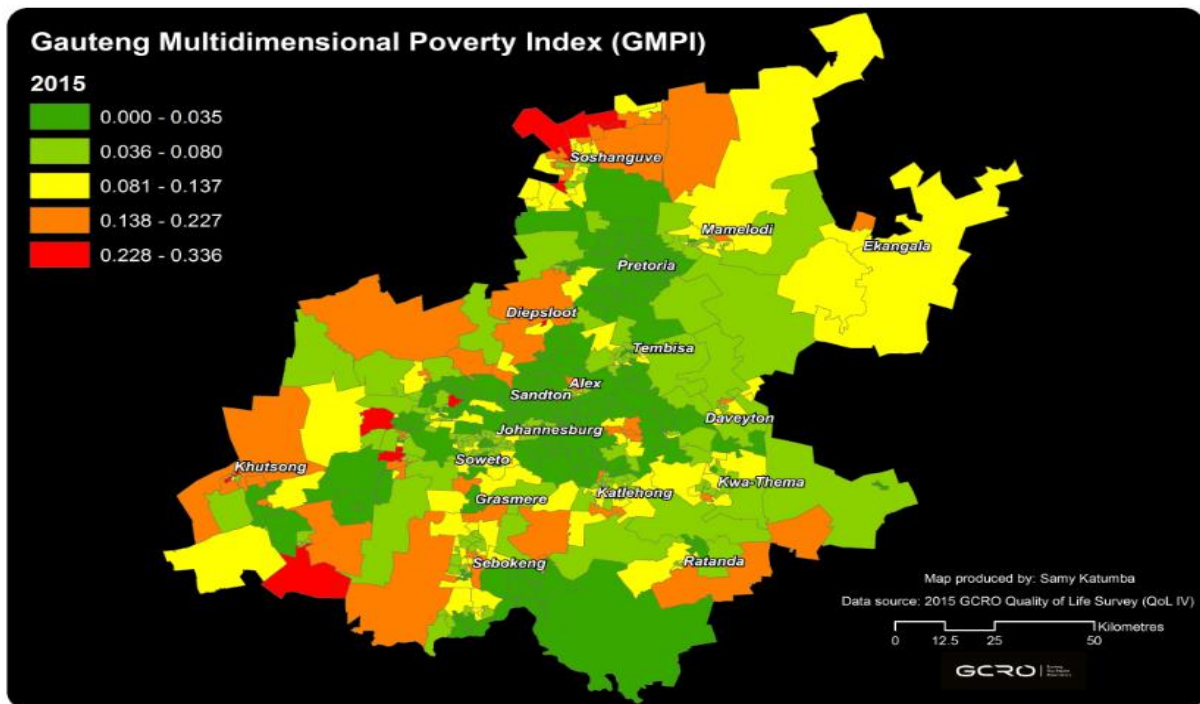 Gauteng Multidimensional Poverty Index (GMPI)
2015
0.000 - 0.035
0.036 - 0.080
0.081 - 0.137
0.138 - 0.227
0.228 - 0.336
Soshanguve
Mamelodi
Ekangala
Pretoria
Diepsloot
Tembisa
Alex
Sandton
Daveyton
Johannesburg
Soweto
Khutsong
Kwa-Thema
Grasmere
Katlehong
Sebokeng
Ratanda
Map produced by: Samy Katumba
Data source: 2015 GCRO Quality of Life Survey (QoL IV)
Kilometres
0 12.5 25 50
GCRO